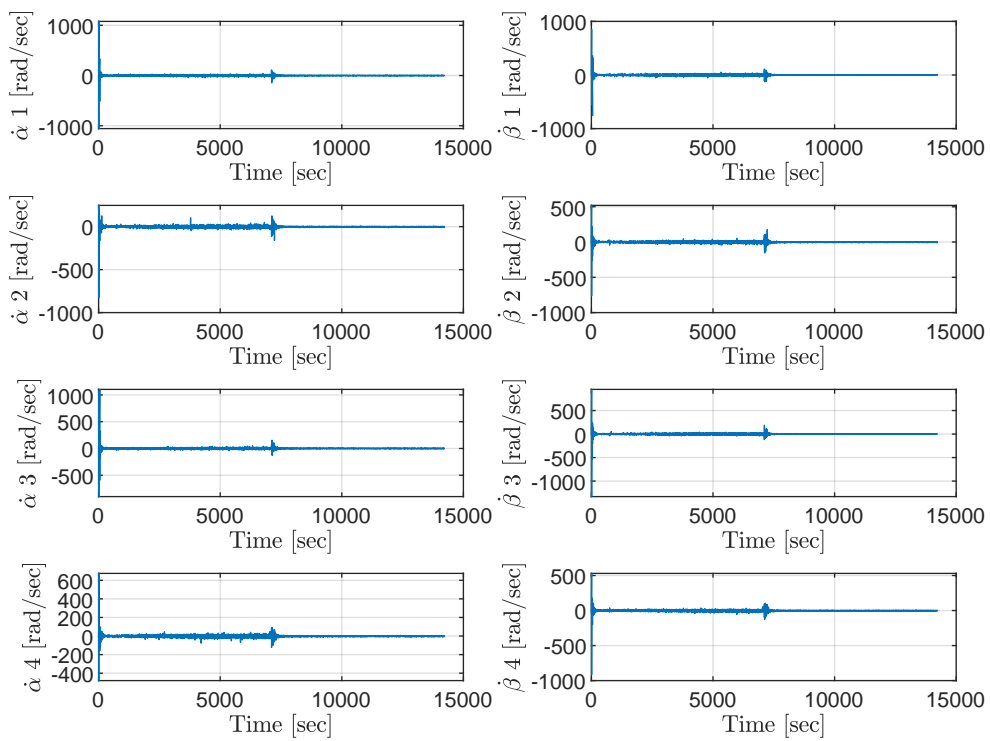 1000
0
-1000
α̇ 1 [rad/sec]
0 5000 10000 15000
Time [sec]
1000
500
0
-500
-1000
β̇ 1 [rad/sec]
0 5000 10000 15000
Time [sec]
0
-500
-1000
α̇ 2 [rad/sec]
0 5000 10000 15000
Time [sec]
500
0
-500
-1000
β̇ 2 [rad/sec]
0 5000 10000 15000
Time [sec]
1000
500
0
-500
α̇ 3 [rad/sec]
0 5000 10000 15000
Time [sec]
500
0
-500
-1000
β̇ 3 [rad/sec]
0 5000 10000 15000
Time [sec]
600
400
200
0
-200
-400
α̇ 4 [rad/sec]
0 5000 10000 15000
Time [sec]
500
0
-500
-1000
β̇ 4 [rad/sec]
0 5000 10000 15000
Time [sec]